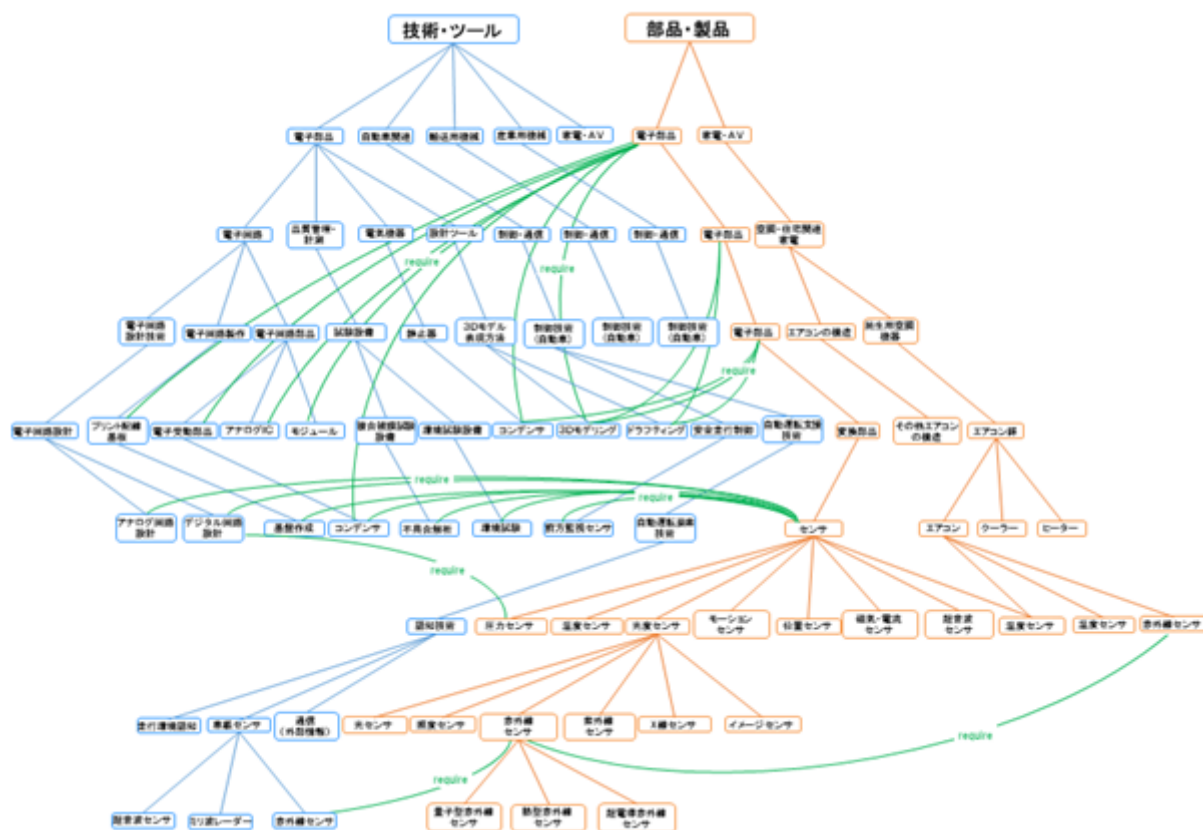 技術・ツール
部品・製品
電子部品
自動車関連
輸送用機械
産業用機械
家電・AV
電子部品
家電・AV
電子回路
品質管理・
計測
電気機器
設計ツール
制御・通信
制御・通信
制御・通信
電子部品
空調・住宅関連
家電
require
require
電子回路
設計技術
電子回路製作
電子回路部品
試験設備
静止器
3Dモデル
表現方法
制御技術
(自動車)
制御技術
(自動車)
制御技術
(自動車)
電子部品
エアコンの構造
民生用空調
機器
require
電子回路設計
プリント配線
基板
電子受動部品
アナログIC
モジュール
複合破損試験
設備
環境試験設備
コンデンサ
3Dモデリング
ドラフティング
安全走行制御
自動運転支援
技術
変換部品
その他エアコン
の構造
require
require
アナログ回路
設計
デジタル回路
設計
基盤作成
コンデンサ
不具合解析
環境試験
前方監視センサ
技術
センサ
エアコン
クーラー
ヒーター
require
認知技術
圧力センサ
温度センサ
光度センサ
モーション
センサ
位置センサ
磁気・電流
センサ
超音波
センサ
温度センサ
湿度センサ
赤外線センサ
走行環境認知
車載センサ
通信
(外部情報)
光センサ
照度センサ
赤外線
センサ
紫外線
センサ
X線センサ
イメージセンサ
require
require
超音波センサ
ミリ波レーダー
赤外線センサ
量子型赤外線
センサ
熱型赤外線
センサ
超電導赤外線
センサ